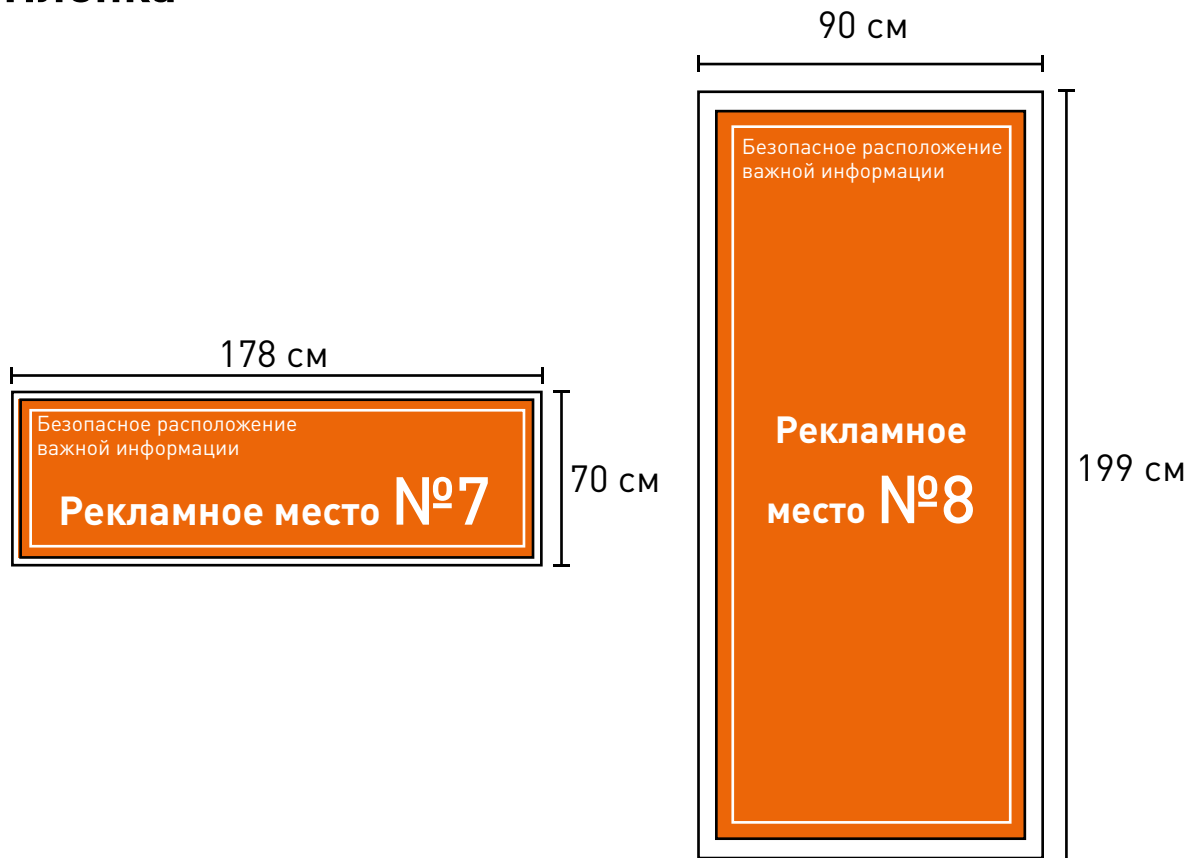 90 см
Безопасное расположение
важной информации
178 см
Безопасное расположение
важной информации
Рекламное место №7
70 см
Рекламное
место №8
199 см